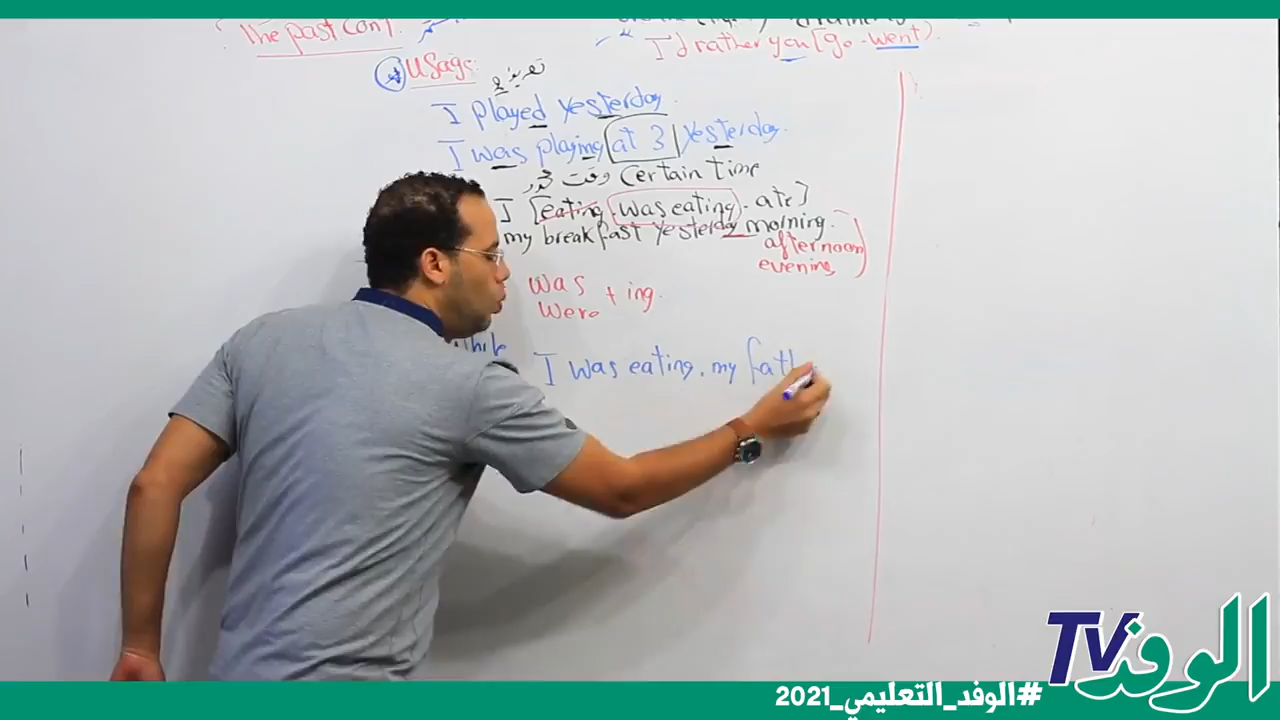 The past Cont.
I'd rather you [go - went).
Usags:
I played yesterday.
I was playing at 3 yesterday.
وقت محدد Certain time
I [eating. was eating. ate]
my breakfast yesterday morning.
afternoon
evening
was
were + ing.
I was eating, my fath
TV الوفد
#الوفد_التعليمي_2021